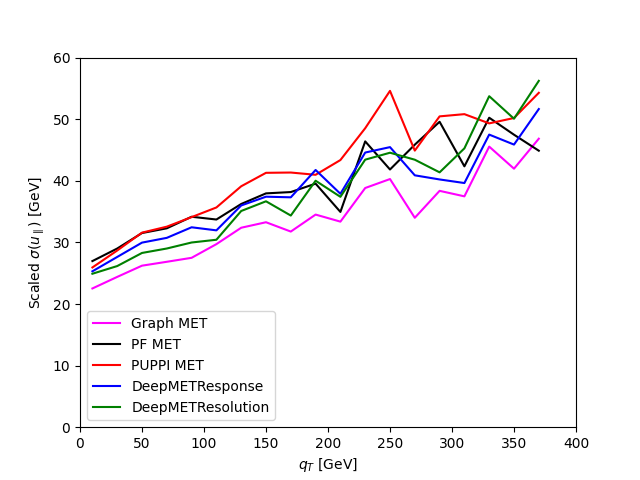 60
50
40
30
20
10
0
Scaled σ(u∥) [GeV]
Graph MET
PF MET
PUPPI MET
DeepMETResponse
DeepMETResolution
0 50 100 150 200 250 300 350 400
qT [GeV]